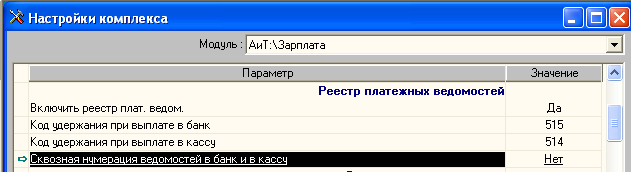 Настройки комплекса
Модуль: АиТ:\Зарплата
Параметр Значение
Реестр платежных ведомостей
Включить реестр плат. ведом. Да
Код удержания при выплате в банк 515
Код удержания при выплате в кассу 514
Сквозная нумерация ведомостей в банк и в кассу Нет